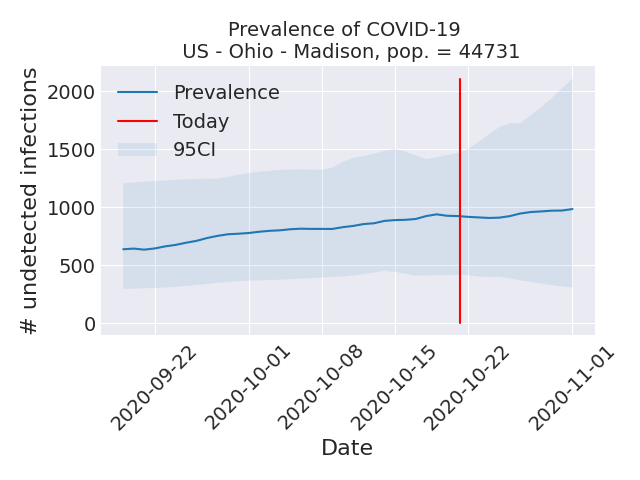 Prevalence of COVID-19
US - Ohio - Madison, pop. = 44731
# undetected infections
2000
1500
1000
500
0
Prevalence
Today
95CI
2020-09-22
2020-10-01
2020-10-08
2020-10-15
2020-10-22
2020-11-01
Date